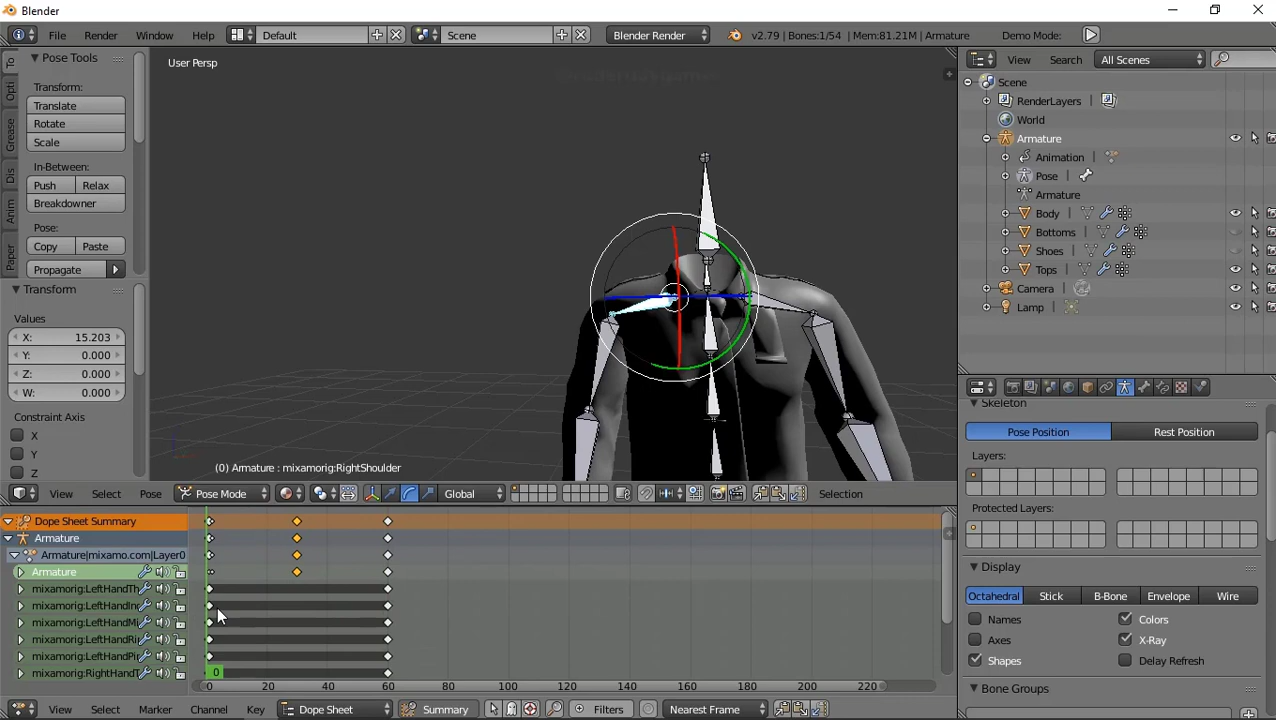 Blender
File Render Window Help Default Scene Blender Render v2.79 | Bones:1/54 | Mem:81.21M | Armature Demo Mode:
To
Opti
Grease
Dis
Anim
Paper
Pose Tools
Transform:
Translate
Rotate
Scale
In-Between:
Push Relax
Breakdowner
Pose:
Copy Paste
Propagate
Transform
Values
X: 15.203
Y: 0.000
Z: 0.000
W: 0.000
Constraint Axis
X
Y
Z
User Persp
(0) Armature : mixamorig:RightShoulder
View Select Pose Pose Mode Global Selection
View Search All Scenes
Scene
RenderLayers
World
Armature
Animation
Pose
Armature
Body
Bottoms
Shoes
Tops
Camera
Lamp
Skeleton
Pose Position Rest Position
Layers:
Protected Layers:
Display
Octahedral Stick B-Bone Envelope Wire
Names Colors
Axes X-Ray
Shapes Delay Refresh
Bone Groups
Dope Sheet Summary
Armature
Armature|mixamo.com|Layer0
Armature
mixamorig:LeftHandTh
mixamorig:LeftHandIn
mixamorig:LeftHandMi
mixamorig:LeftHandRi
mixamorig:LeftHandPin
mixamorig:RightHandT
0
0 20 40 60 80 100 120 140 160 180 200 220
View Select Marker Channel Key Dope Sheet Summary Filters Nearest Frame